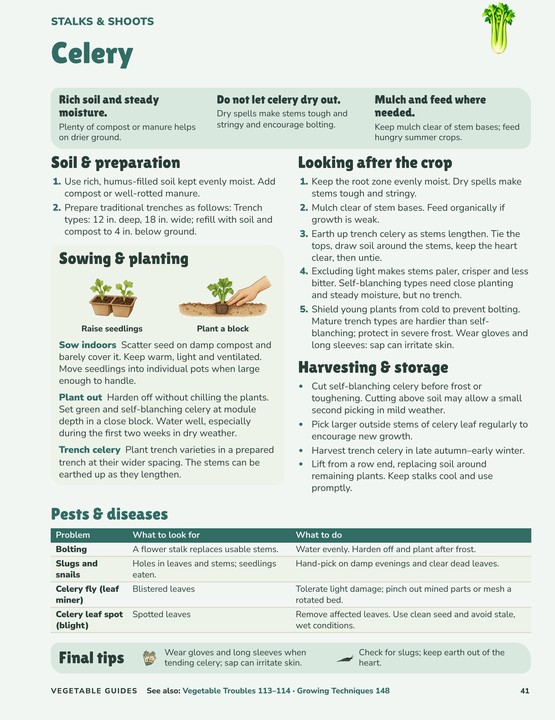 STALKS & SHOOTS
Celery
Rich soil and steady
moisture.
Plenty of compost or manure helps
on drier ground.
Do not let celery dry out.
Dry spells make stems tough and
stringy and encourage bolting.
Mulch and feed where
needed.
Keep mulch clear of stem bases; feed
hungry summer crops.
Soil & preparation
1. Use rich, humus-filled soil kept evenly moist. Add
compost or well-rotted manure.
2. Prepare traditional trenches as follows: Trench
types: 12 in. deep, 18 in. wide; refill with soil and
compost to 4 in. below ground.
Sowing & planting
Raise seedlings
Plant a block
Sow indoors Scatter seed on damp compost and
barely cover it. Keep warm, light and ventilated.
Move seedlings into individual pots when large
enough to handle.
Plant out Harden off without chilling the plants.
Set green and self-blanching celery at module
depth in a close block. Water well, especially
during the first two weeks in dry weather.
Trench celery Plant trench varieties in a prepared
trench at their wider spacing. The stems can be
earthed up as they lengthen.
Looking after the crop
1. Keep the root zone evenly moist. Dry spells make
stems tough and stringy.
2. Mulch clear of stem bases. Feed organically if
growth is weak.
3. Earth up trench celery as stems lengthen. Tie the
tops, draw soil around the stems, keep the heart
clear, then untie.
4. Excluding light makes stems paler, crisper and less
bitter. Self-blanching types need close planting
and steady moisture, but no trench.
5. Shield young plants from cold to prevent bolting.
Mature trench types are hardier than self-
blanching; protect in severe frost. Wear gloves and
long sleeves: sap can irritate skin.
Harvesting & storage
• Cut self-blanching celery before frost or
toughening. Cutting above soil may allow a small
second picking in mild weather.
• Pick larger outside stems of celery leaf regularly to
encourage new growth.
• Harvest trench celery in late autumn–early winter.
• Lift from a row end, replacing soil around
remaining plants. Keep stalks cool and use
promptly.
Pests & diseases
Problem What to look for What to do
Bolting A flower stalk replaces usable stems. Water evenly. Harden off and plant after frost.
Slugs and
snails
Holes in leaves and stems; seedlings
eaten.
Hand-pick on damp evenings and clear dead leaves.
Celery fly (leaf
miner)
Blistered leaves
Tolerate light damage; pinch out mined parts or mesh a
rotated bed.
Celery leaf spot
(blight)
Spotted leaves
Remove affected leaves. Use clean seed and avoid stale,
wet conditions.
Final tips
Wear gloves and long sleeves when
tending celery; sap can irritate skin.
Check for slugs; keep earth out of the
heart.
VEGETABLE GUIDES See also: Vegetable Troubles 113–114 · Growing Techniques 148
41